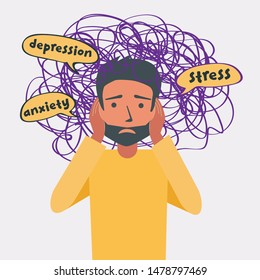 depression
stress
anxiety
shutterstock.com · 1478797469